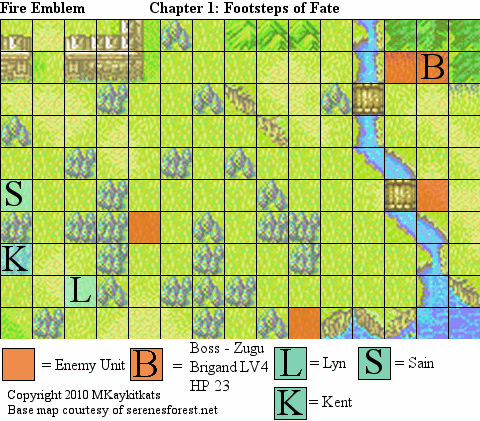 Fire Emblem Chapter 1: Footsteps of Fate
B
S
K
L
= Enemy Unit B = Boss - Zugu
Brigand LV4
HP 23
L = Lyn S = Sain
K = Kent
Copyright 2010 MKaykitkats
Base map courtesy of serenesforest.net